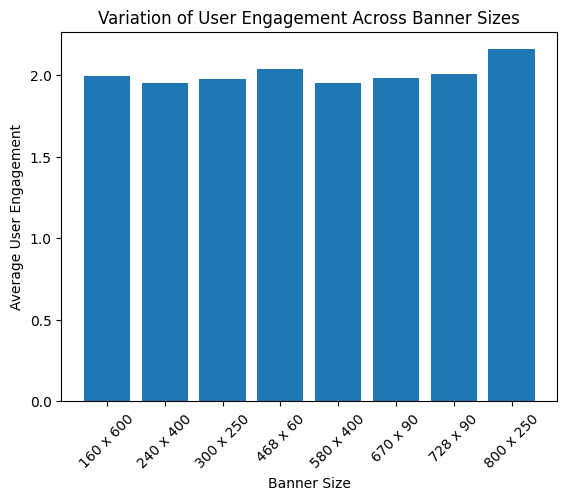 Variation of User Engagement Across Banner Sizes
Average User Engagement
2.0
1.5
1.0
0.5
0.0
160 x 600
240 x 400
300 x 250
468 x 60
580 x 400
670 x 90
728 x 90
800 x 250
Banner Size